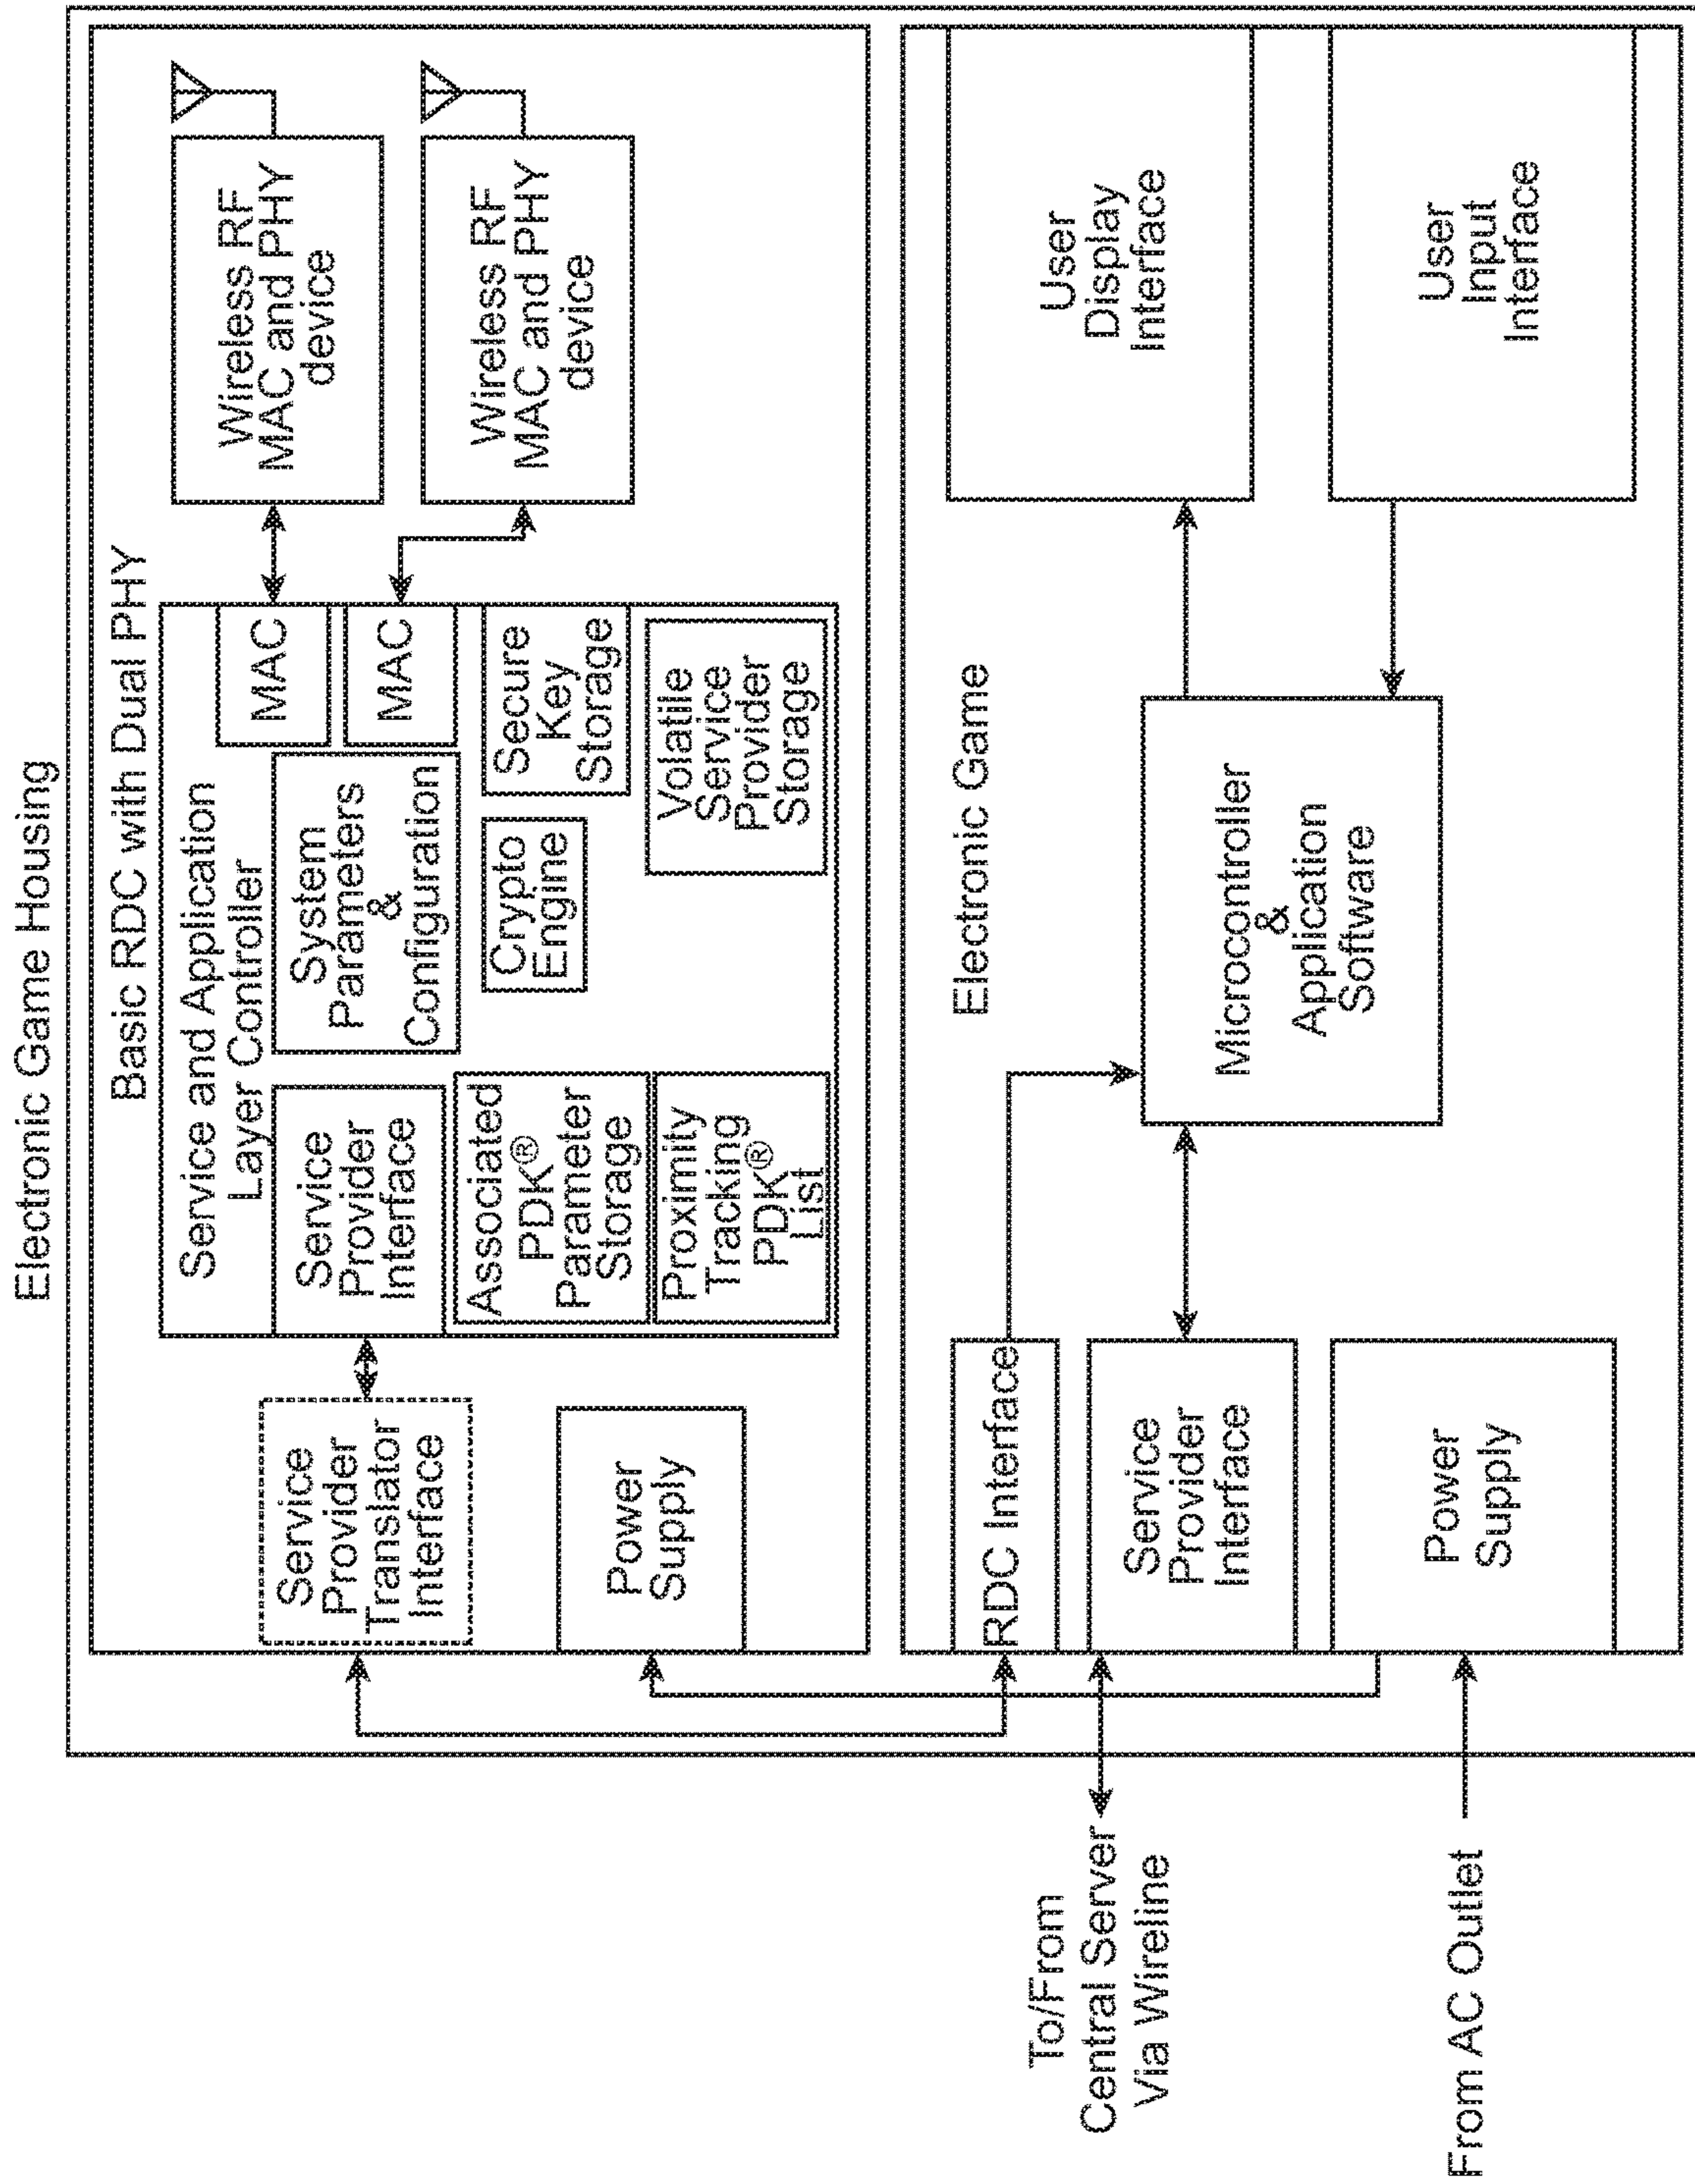 Electronic Game Housing
Basic RDC with Dual PHY
Service
Provider
Translator
Interface
Power
Supply
Service and Application
Layer Controller
Service
Provider
Interface
Associated
PDK®
Parameter
Storage
Proximity
Tracking
PDK®
List
System
Parameters
&
Configuration
Crypto
Engine
MAC
MAC
Secure
Key
Storage
Volatile
Service
Provider
Storage
Wireless RF
MAC and PHY
device
Wireless RF
MAC and PHY
device
Electronic Game
RDC Interface
Service
Provider
Interface
Power
Supply
Microcontroller
&
Application
Software
User
Display
Interface
User
Input
Interface
To/From
Central Server
Via Wireline
From AC Outlet